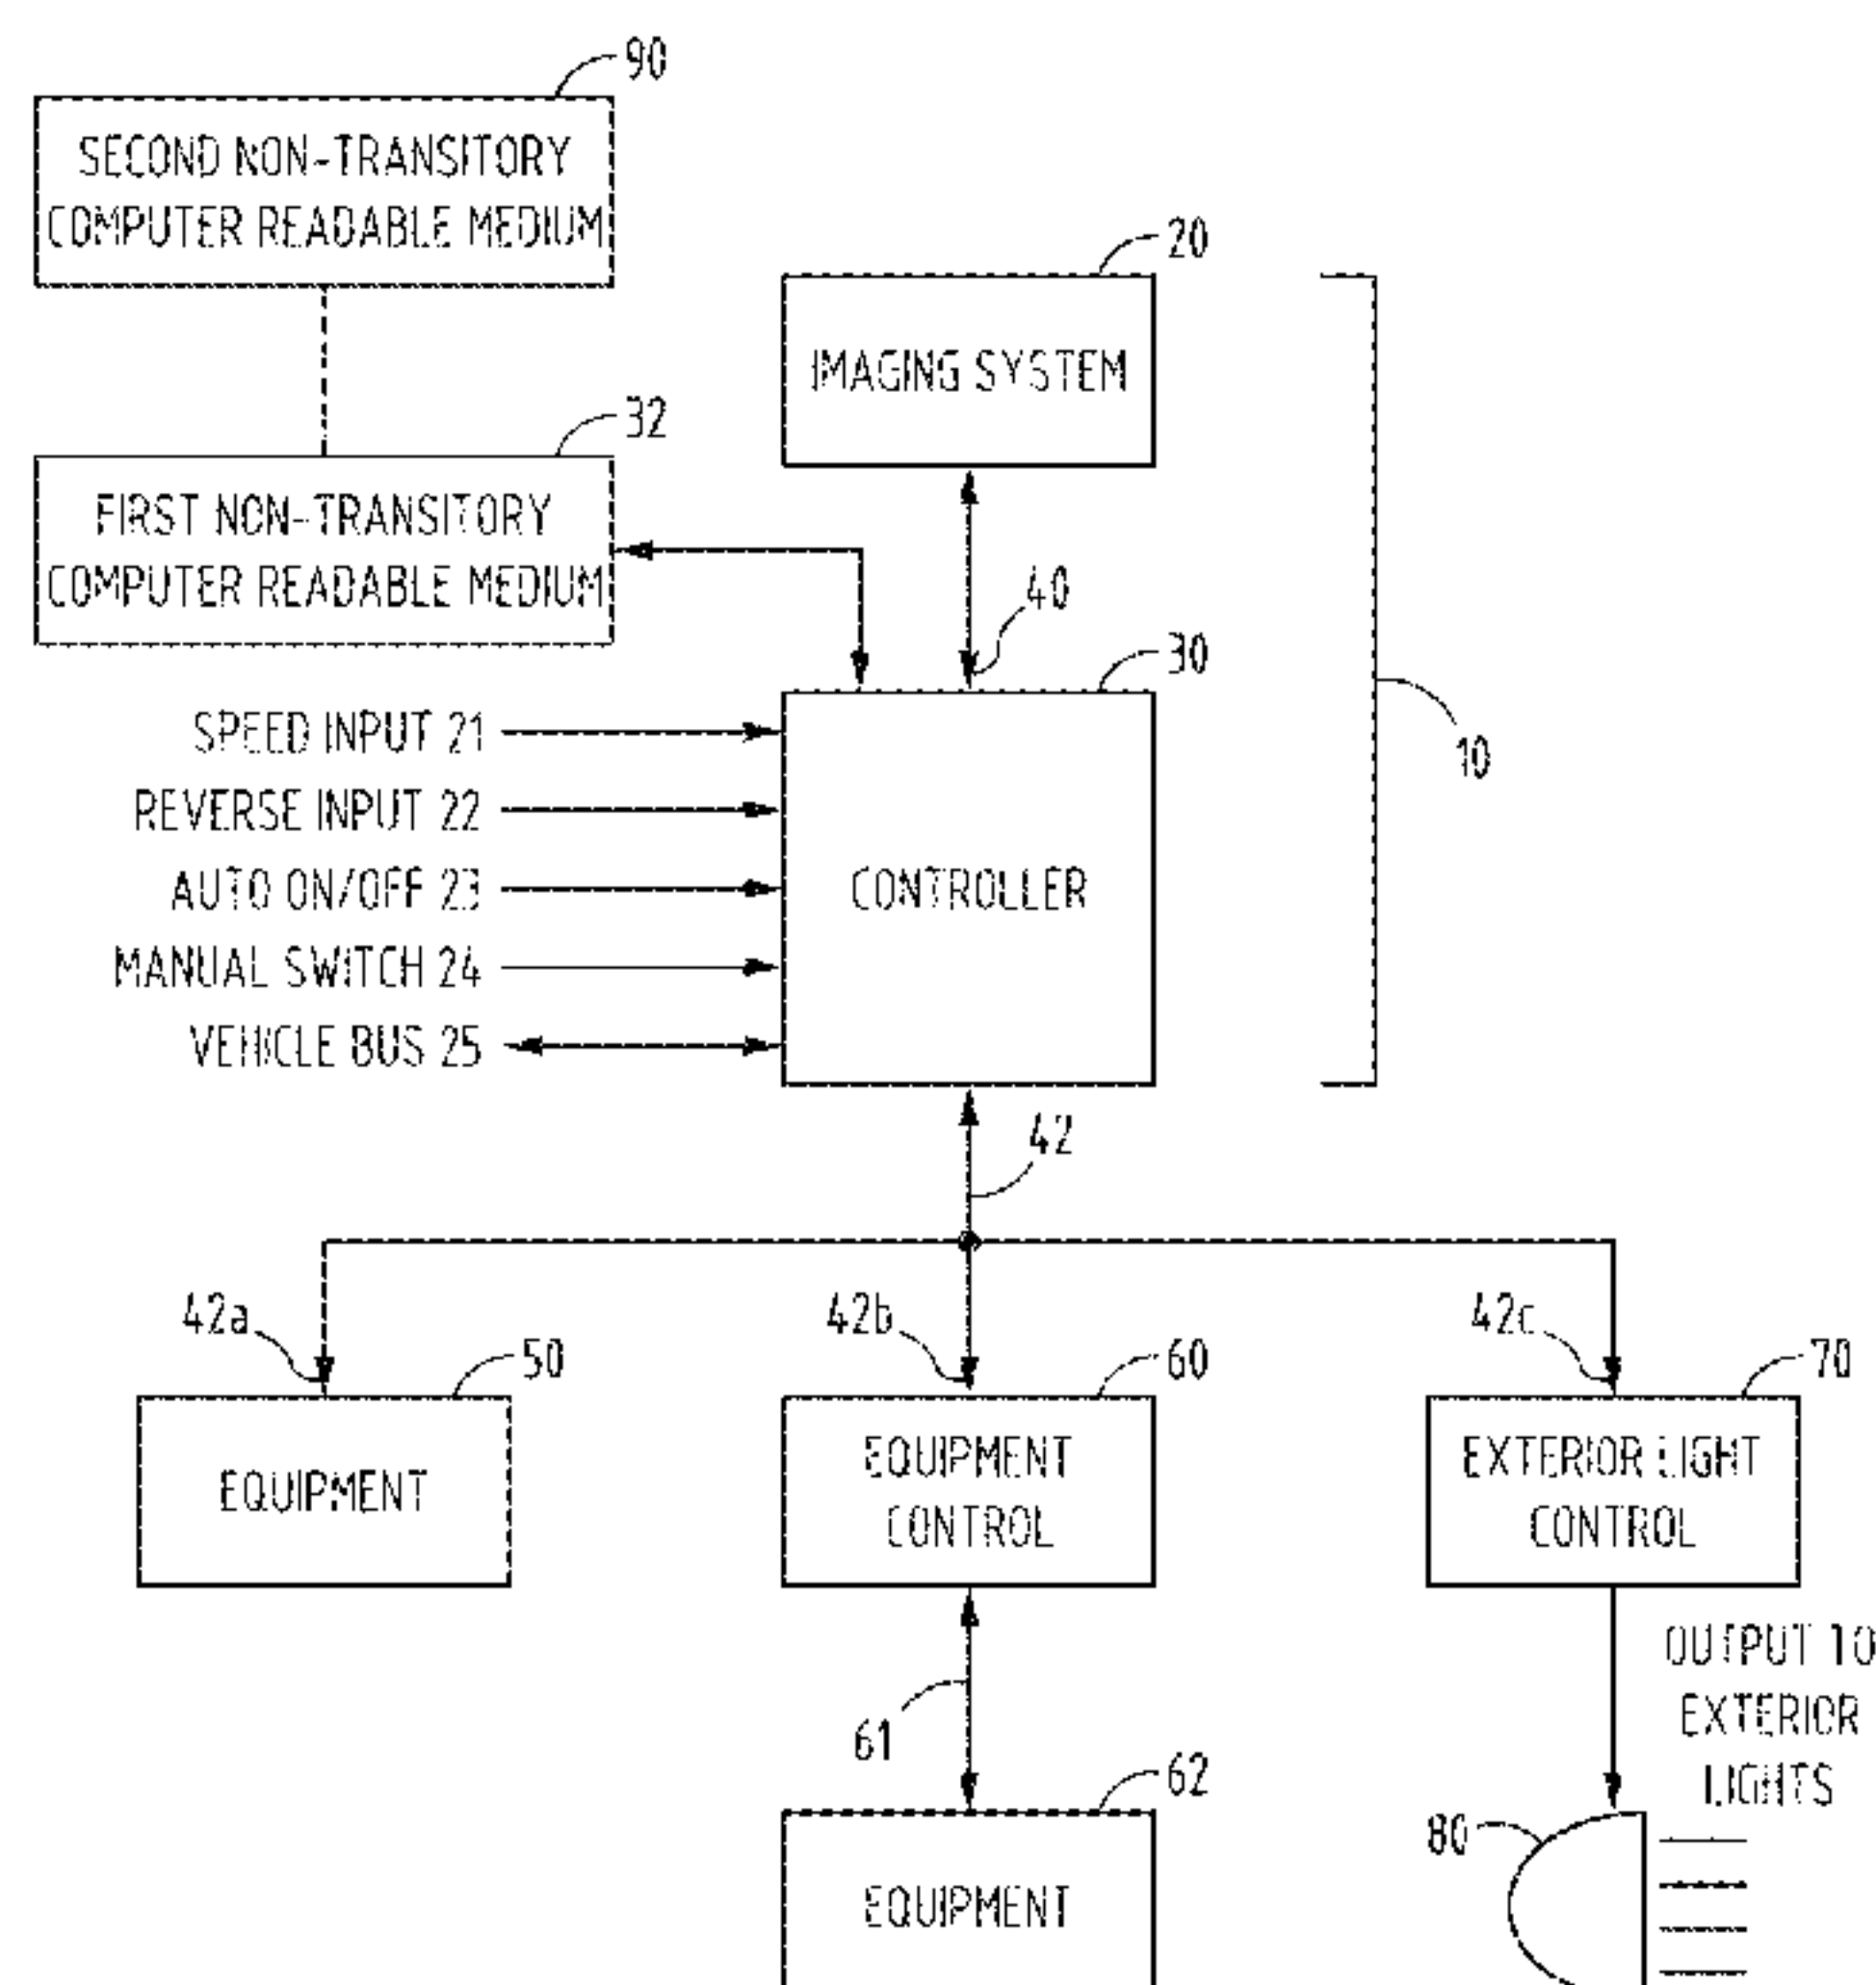 90
SECOND NON-TRANSITORY
COMPUTER READABLE MEDIUM
20
IMAGING SYSTEM
32
FIRST NON-TRANSITORY
COMPUTER READABLE MEDIUM
40
30
10
SPEED INPUT 21
REVERSE INPUT 22
AUTO ON/OFF 23
MANUAL SWITCH 24
VEHICLE BUS 25
CONTROLLER
42
42a
42b
42c
50
60
70
EQUIPMENT
EQUIPMENT
CONTROL
EXTERIOR LIGHT
CONTROL
OUTPUT TO
EXTERIOR
LIGHTS
61
62
80
EQUIPMENT